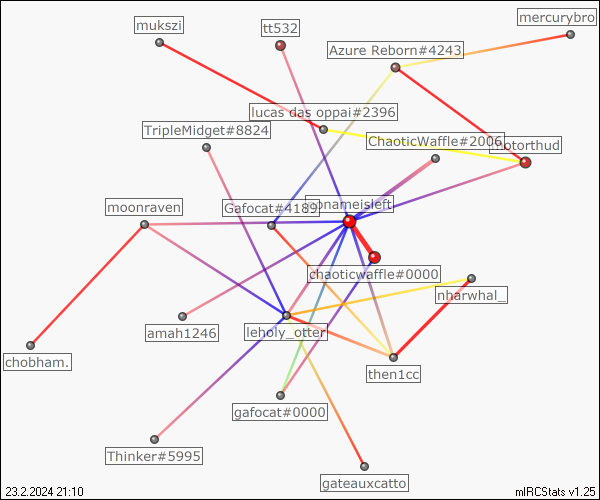 mercurybro
mukszi
tt532
Azure Reborn#4243
lucas das oppai#2396
TripleMidget#8824
ChaoticWaffle#2006
motorthud
moonraven
Gafocat#4189
nonameisleft
chaoticwaffle#0000
nharwhal_
amah1246
leholy_otter
chobham.
then1cc
gafocat#0000
Thinker#5995
gateauxcatto
23.2.2024 21:10
mIRCStats v1.25